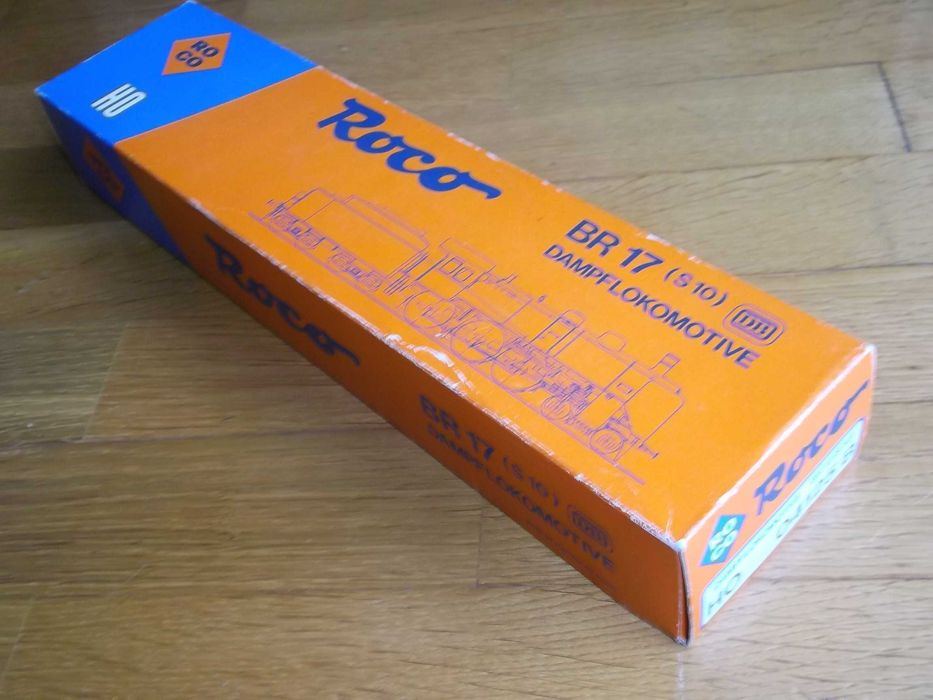 RO
CO
HO
Roco
BR 17 (S 10) DB
DAMPFLOKOMOTIVE
Roco
BR 17 (S 10) DB
DAMPFLOKOMOTIVE
Roco
RO
CO
HO